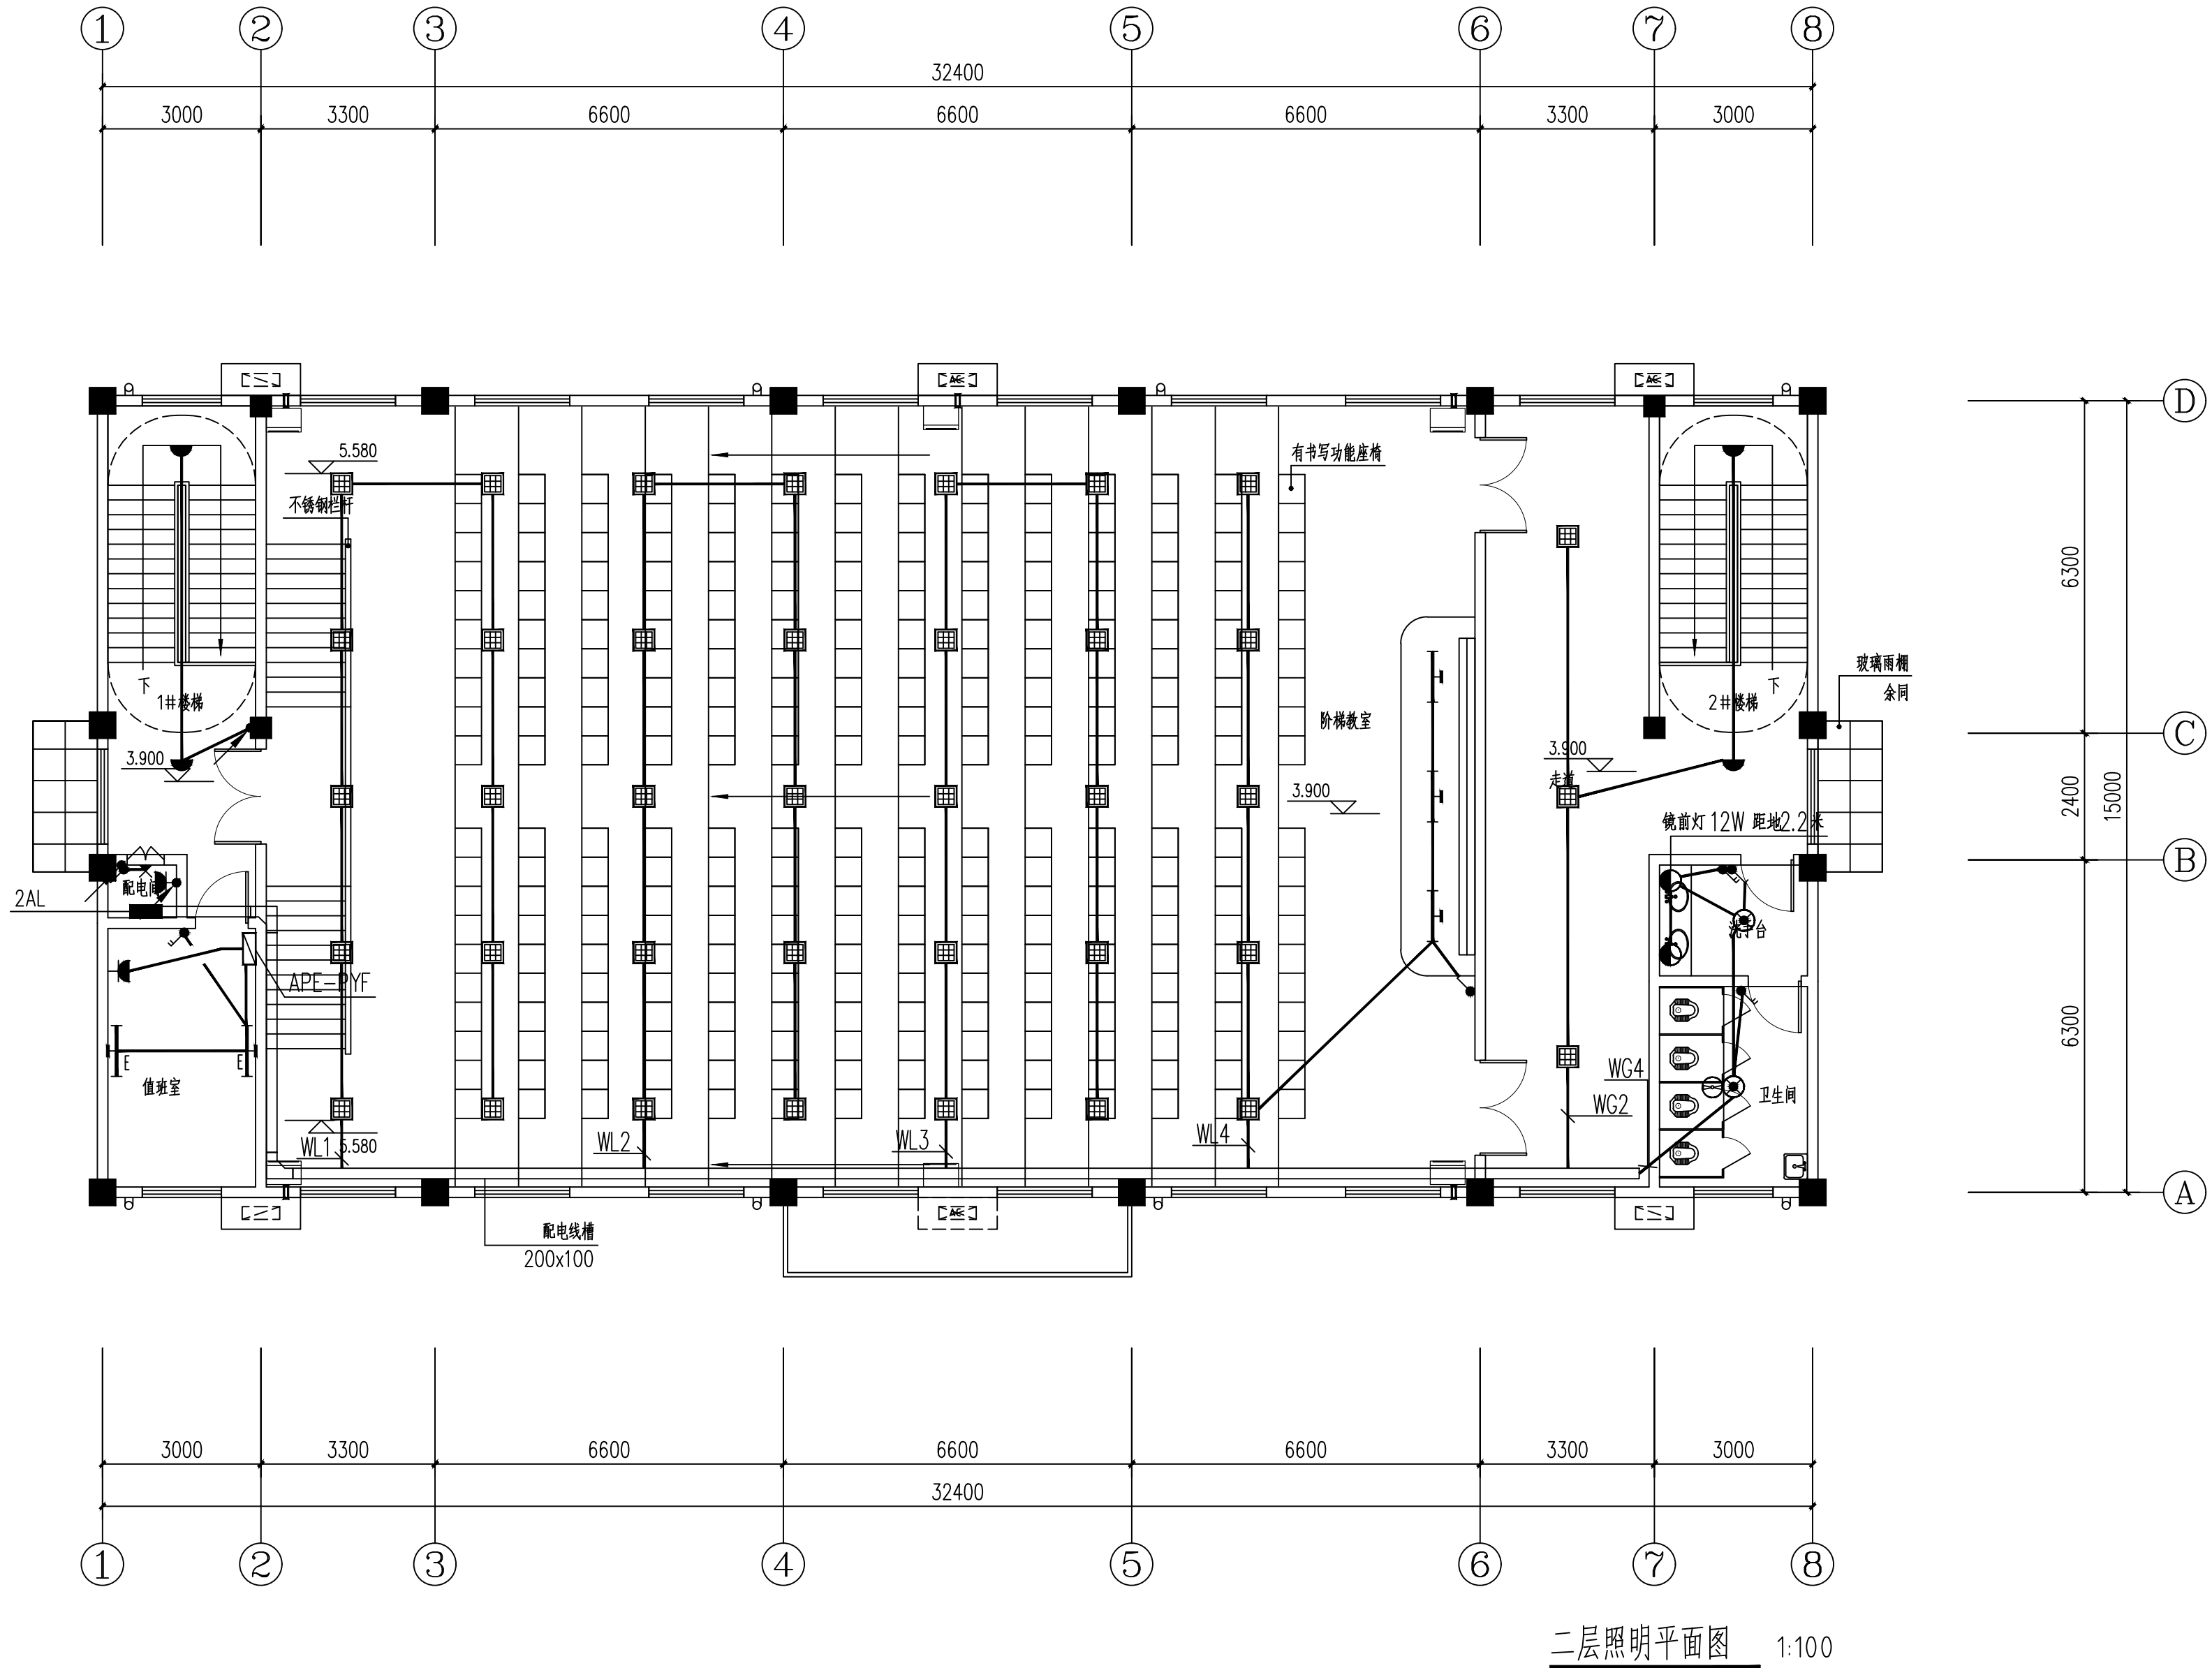 1 2 3 4 5 6 7 8
32400
3000 3300 6600 6600 6600 3300 3000
D
C
B
A
6300
2400
6300
15000
5.580
不锈钢栏杆
有书写功能座椅
下
1#楼梯
3.900
下
2#楼梯
玻璃雨棚
余同
阶梯教室
3.900
3.900
走道
镜前灯 12W 距地2.2米
配电间
2AL
洗手台
APE-PYF
E
E
值班室
卫生间
WG4
WG2
WL1
5.580
WL2
WL3
WL4
AC
AC
AC
配电线槽
200x100
3000 3300 6600 6600 6600 3300 3000
32400
1 2 3 4 5 6 7 8
二层照明平面图 1:100